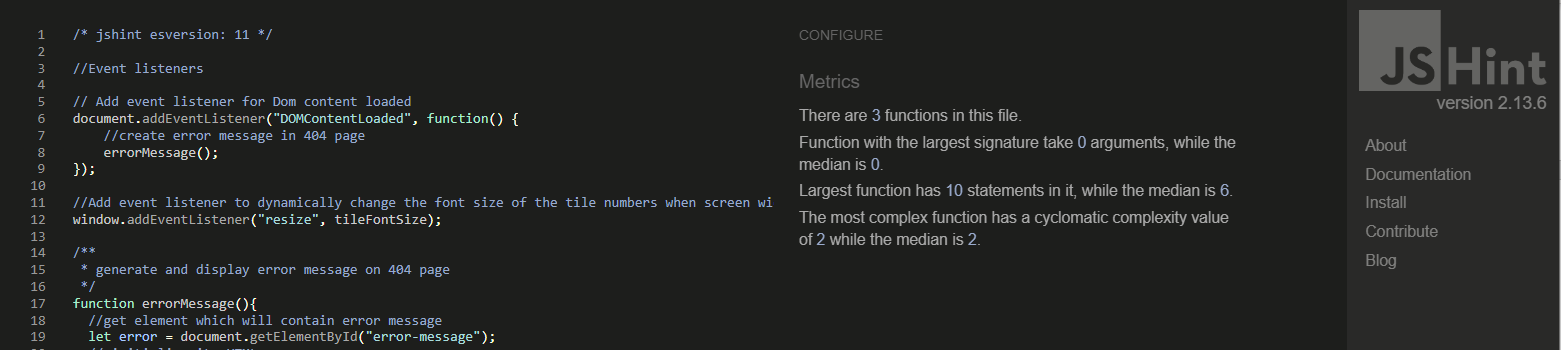 1 /* jshint esversion: 11 */
2
3 //Event listeners
4
5 // Add event listener for Dom content loaded
6 document.addEventListener("DOMContentLoaded", function() {
7 //create error message in 404 page
8 errorMessage();
9 });
10
11 //Add event listener to dynamically change the font size of the tile numbers when screen wi
12 window.addEventListener("resize", tileFontSize);
13
14 /**
15 * generate and display error message on 404 page
16 */
17 function errorMessage(){
18 //get element which will contain error message
19 let error = document.getElementById("error-message");
CONFIGURE
Metrics
There are 3 functions in this file.
Function with the largest signature take 0 arguments, while the
median is 0.
Largest function has 10 statements in it, while the median is 6.
The most complex function has a cyclomatic complexity value
of 2 while the median is 2.
JSHint
version 2.13.6
About
Documentation
Install
Contribute
Blog